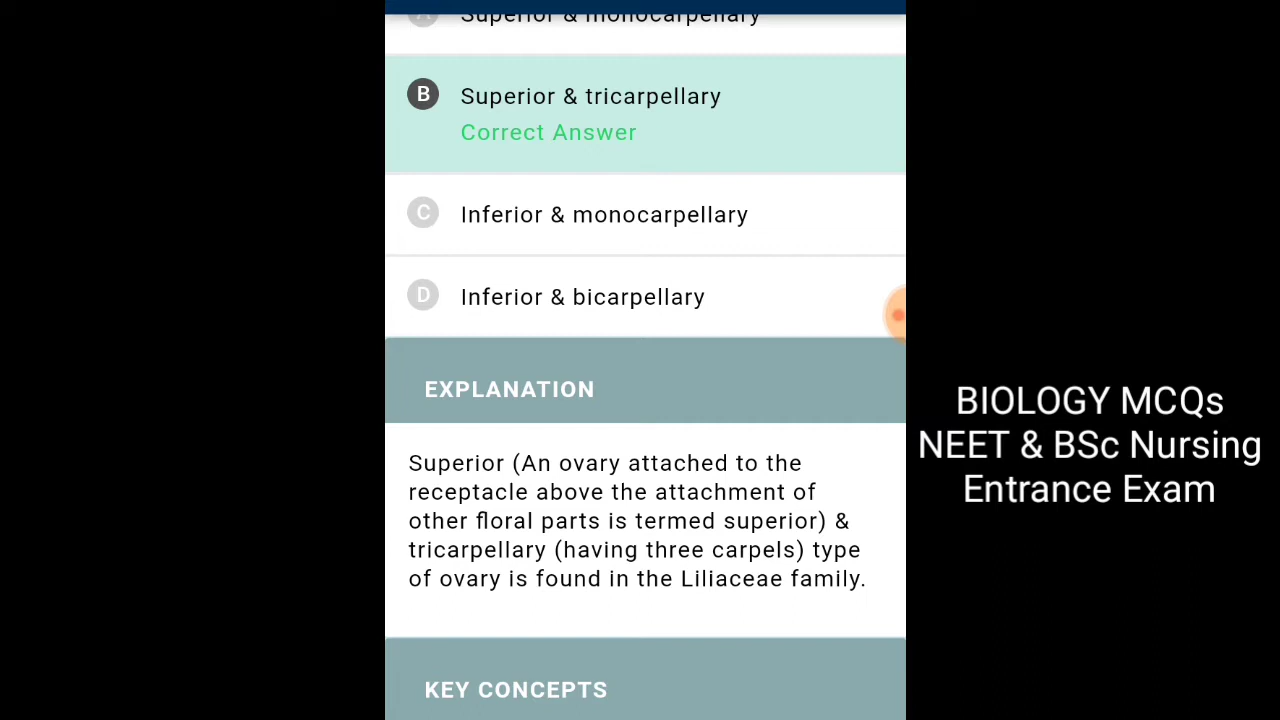 A Superior & monocarpellary
B Superior & tricarpellary
Correct Answer
C Inferior & monocarpellary
D Inferior & bicarpellary
EXPLANATION
Superior (An ovary attached to the
receptacle above the attachment of
other floral parts is termed superior) &
tricarpellary (having three carpels) type
of ovary is found in the Liliaceae family.
KEY CONCEPTS
BIOLOGY MCQs
NEET & BSc Nursing
Entrance Exam